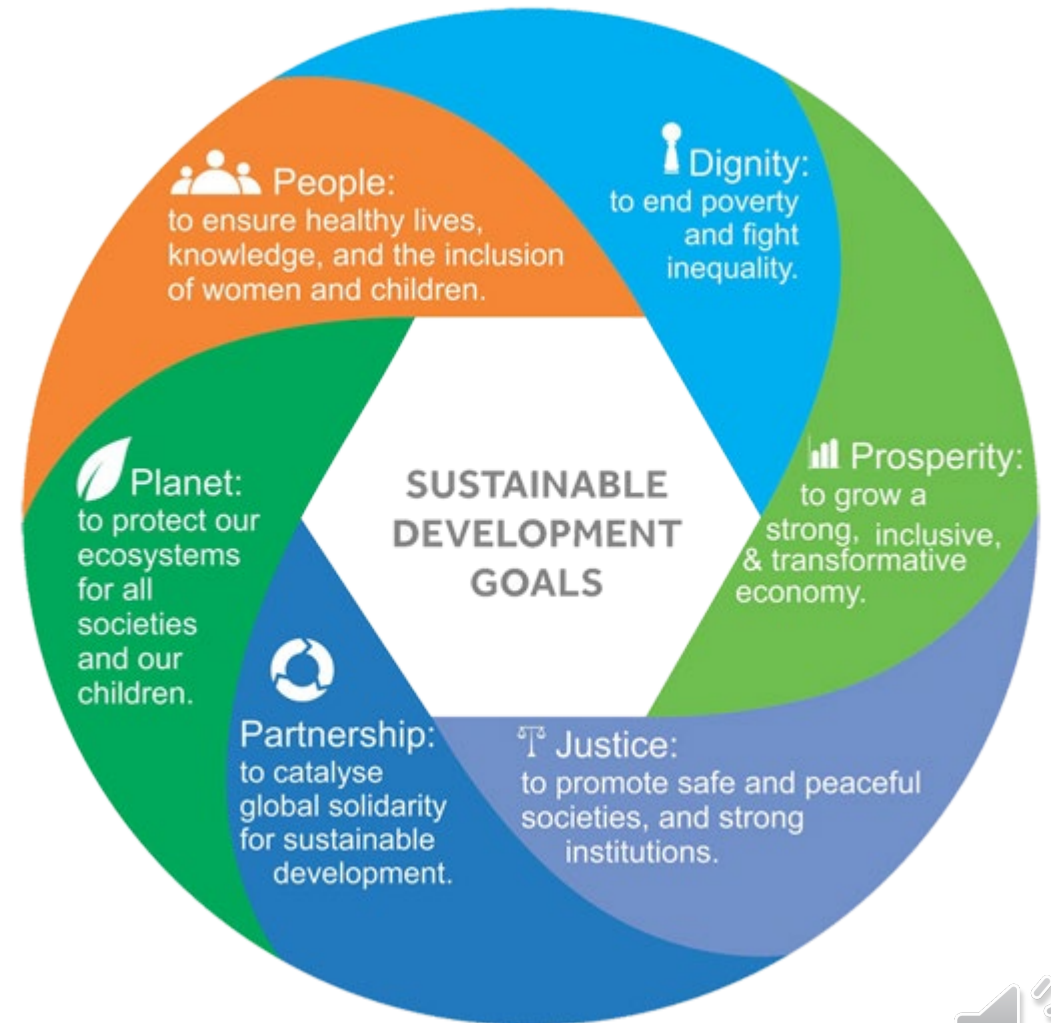 Dignity:
to end poverty
and fight
inequality.
Prosperity:
to grow a
strong, inclusive,
& transformative
economy.
Justice:
to promote safe and peaceful
societies, and strong
institutions.
Partnership:
to catalyse
global solidarity
for sustainable
development.
Planet:
to protect our
ecosystems
for all
societies
and our
children.
People:
to ensure healthy lives,
knowledge, and the inclusion
of women and children.
SUSTAINABLE
DEVELOPMENT
GOALS